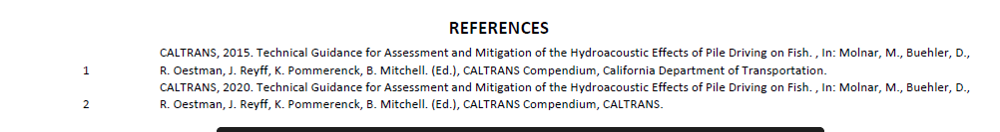 REFERENCES
CALTRANS, 2015. Technical Guidance for Assessment and Mitigation of the Hydroacoustic Effects of Pile Driving on Fish. , In: Molnar, M., Buehler, D.,
1 R. Oestman, J. Reyff, K. Pommerenck, B. Mitchell. (Ed.), CALTRANS Compendium, California Department of Transportation.
CALTRANS, 2020. Technical Guidance for Assessment and Mitigation of the Hydroacoustic Effects of Pile Driving on Fish. , In: Molnar, M., Buehler, D.,
2 R. Oestman, J. Reyff, K. Pommerenck, B. Mitchell. (Ed.), CALTRANS Compendium, CALTRANS.